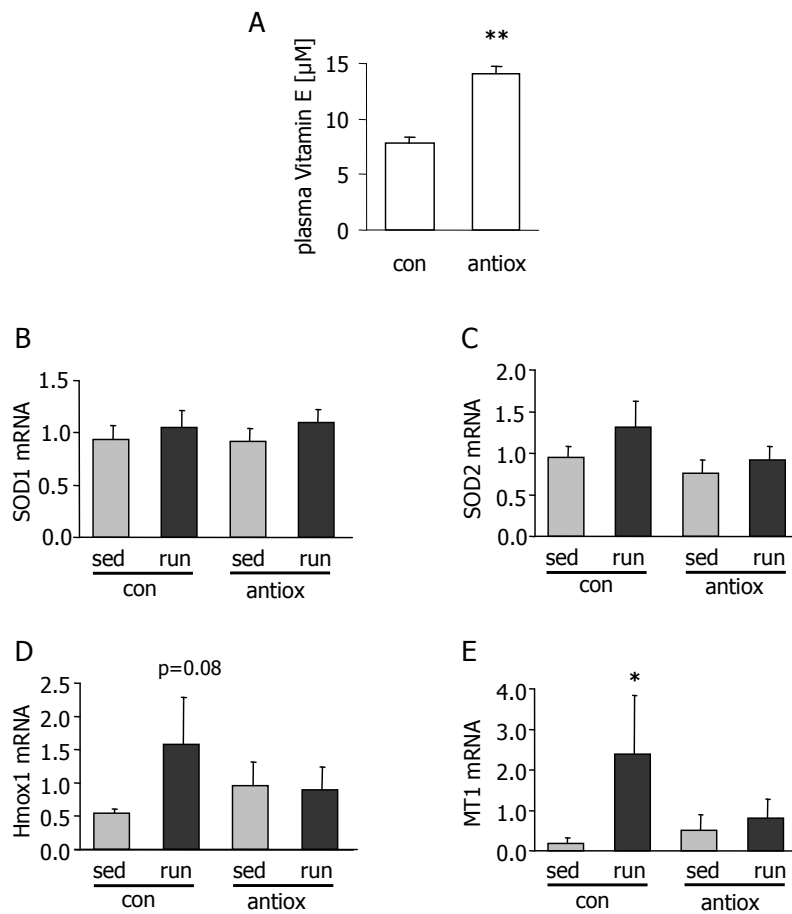 A
**
plasma Vitamin E [µM]
15
10
5
0
con antiox
B
SOD1 mRNA
1.5
1.0
0.5
0.0
sed run sed run
con antiox
C
SOD2 mRNA
2.0
1.5
1.0
0.5
0.0
sed run sed run
con antiox
D
p=0.08
Hmox1 mRNA
2.5
2.0
1.5
1.0
0.5
0.0
sed run sed run
con antiox
E
*
MT1 mRNA
4.0
3.0
2.0
1.0
0.0
sed run sed run
con antiox